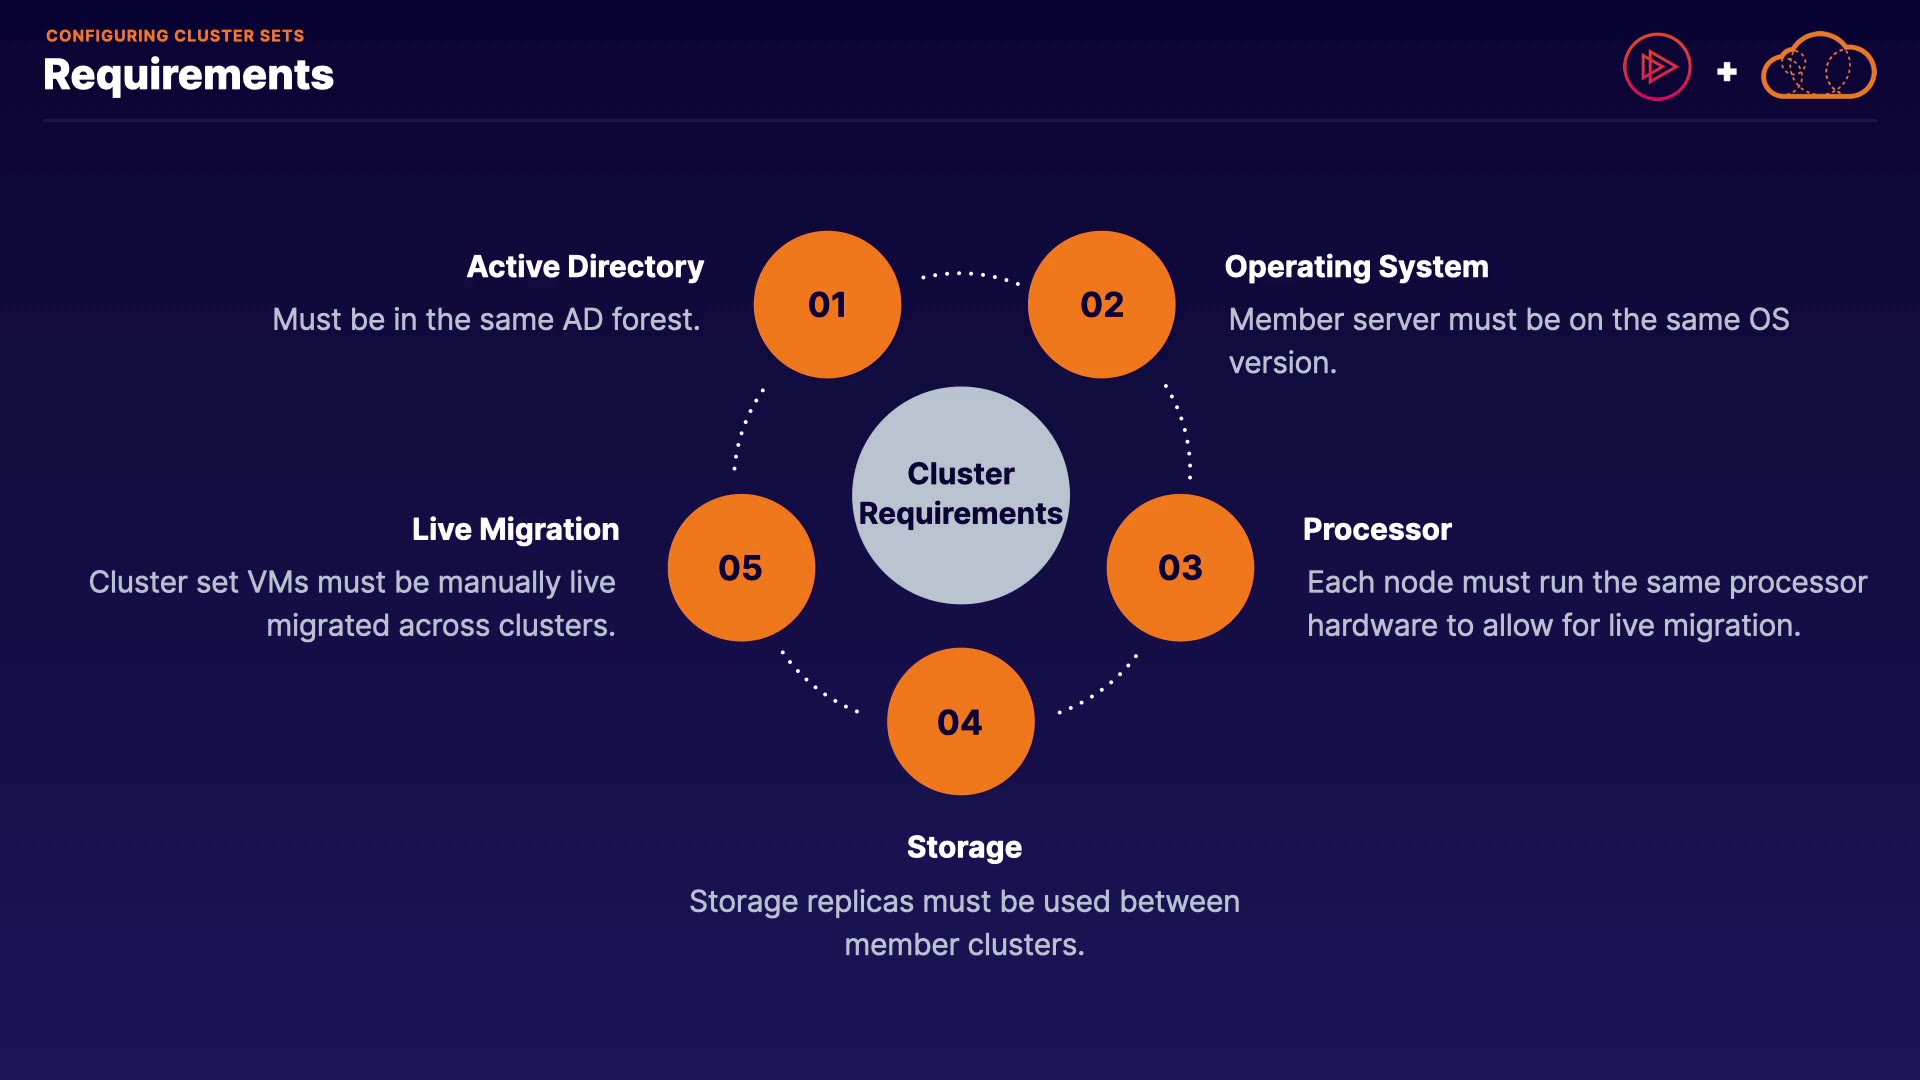 CONFIGURING CLUSTER SETS
Requirements
Active Directory
Must be in the same AD forest.
01
02
Operating System
Member server must be on the same OS
version.
Cluster
Requirements
Live Migration
Cluster set VMs must be manually live
migrated across clusters.
05
03
Processor
Each node must run the same processor
hardware to allow for live migration.
04
Storage
Storage replicas must be used between
member clusters.